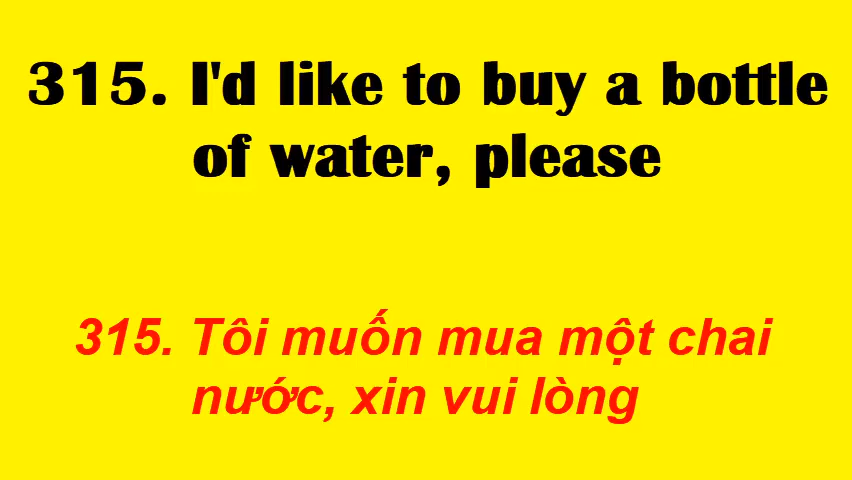 315. I'd like to buy a bottle
of water, please
315. Tôi muốn mua một chai
nước, xin vui lòng